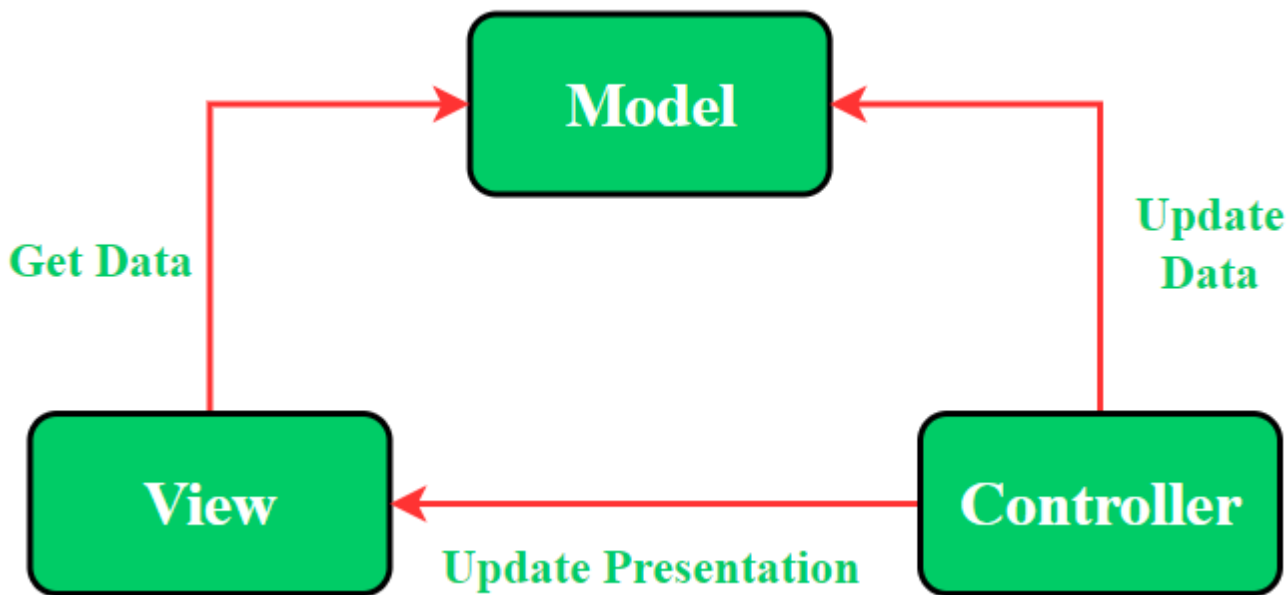 Model
Get Data
Update
Data
View
Controller
Update Presentation